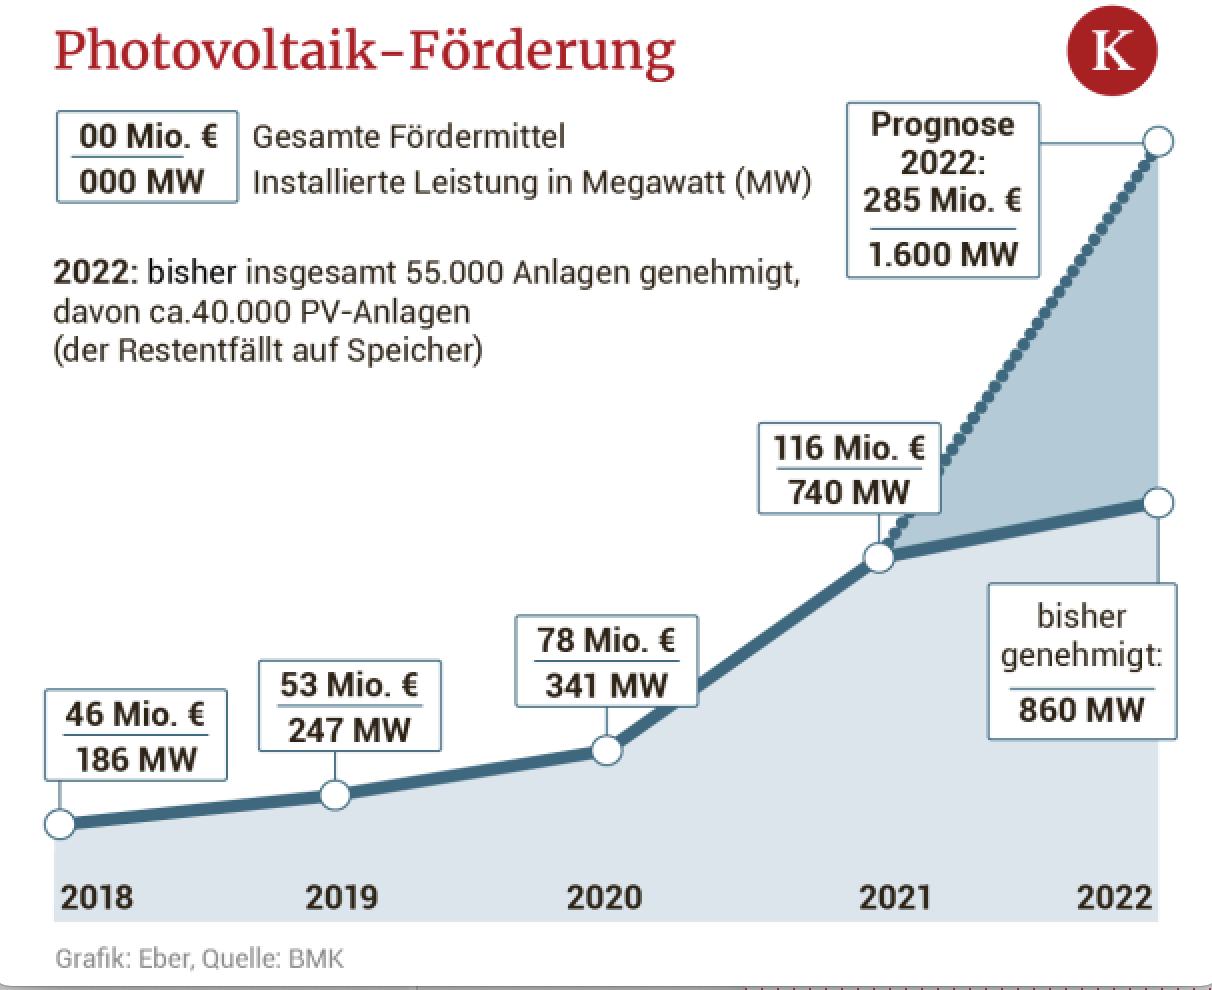 Photovoltaik-Förderung
K
00 Mio. €
000 MW
Gesamte Fördermittel
Installierte Leistung in Megawatt (MW)
2022: bisher insgesamt 55.000 Anlagen genehmigt,
davon ca.40.000 PV-Anlagen
(der Restentfällt auf Speicher)
Prognose
2022:
285 Mio. €
1.600 MW
116 Mio. €
740 MW
78 Mio. €
341 MW
53 Mio. €
247 MW
46 Mio. €
186 MW
bisher
genehmigt:
860 MW
2018
2019
2020
2021
2022
Grafik: Eber, Quelle: BMK